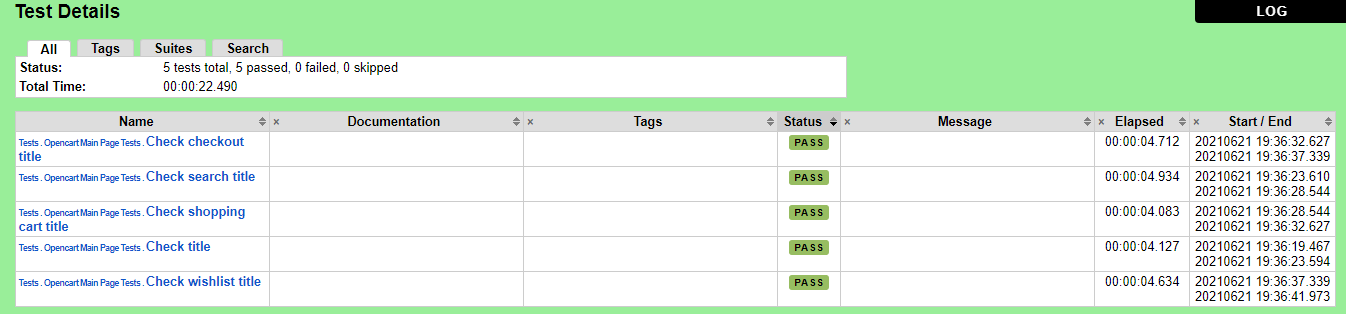 Test Details
LOG
All Tags Suites Search
Status: 5 tests total, 5 passed, 0 failed, 0 skipped
Total Time: 00:00:22.490
Name × Documentation × Tags Status × Message × Elapsed × Start / End
Tests . Opencart Main Page Tests . Check checkout PASS 00:00:04.712 20210621 19:36:32.627
title 20210621 19:36:37.339
Tests . Opencart Main Page Tests . Check search title PASS 00:00:04.934 20210621 19:36:23.610
20210621 19:36:28.544
Tests . Opencart Main Page Tests . Check shopping PASS 00:00:04.083 20210621 19:36:28.544
cart title 20210621 19:36:32.627
Tests . Opencart Main Page Tests . Check title PASS 00:00:04.127 20210621 19:36:19.467
20210621 19:36:23.594
Tests . Opencart Main Page Tests . Check wishlist title PASS 00:00:04.634 20210621 19:36:37.339
20210621 19:36:41.973